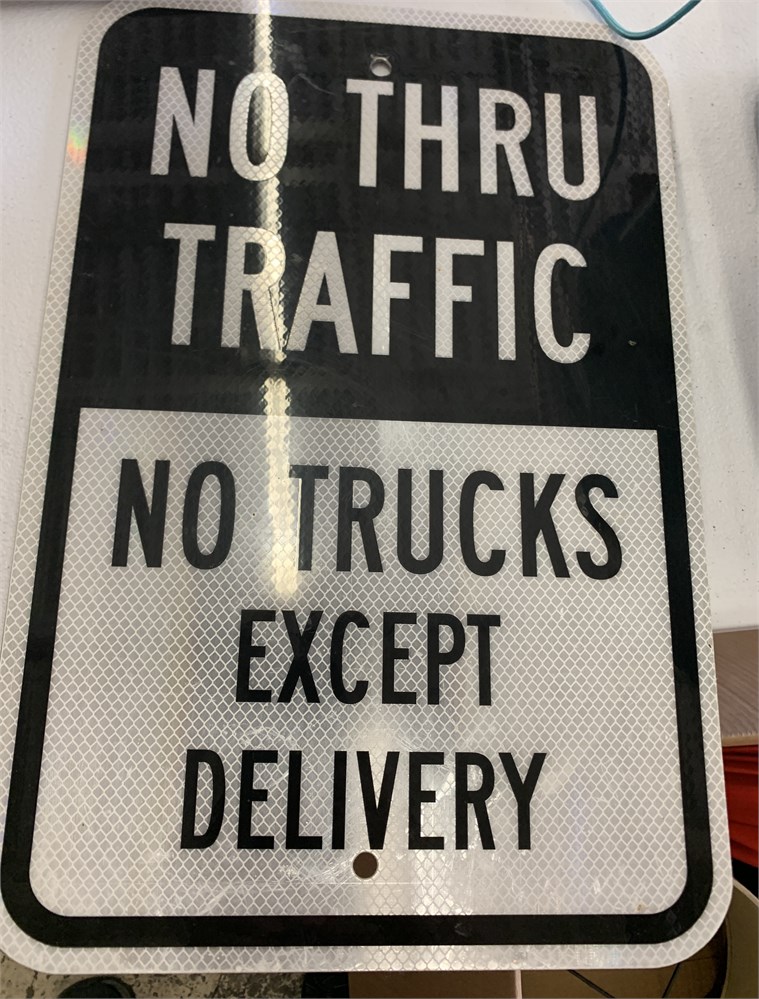 NO THRU
TRAFFIC
NO TRUCKS
EXCEPT
DELIVERY